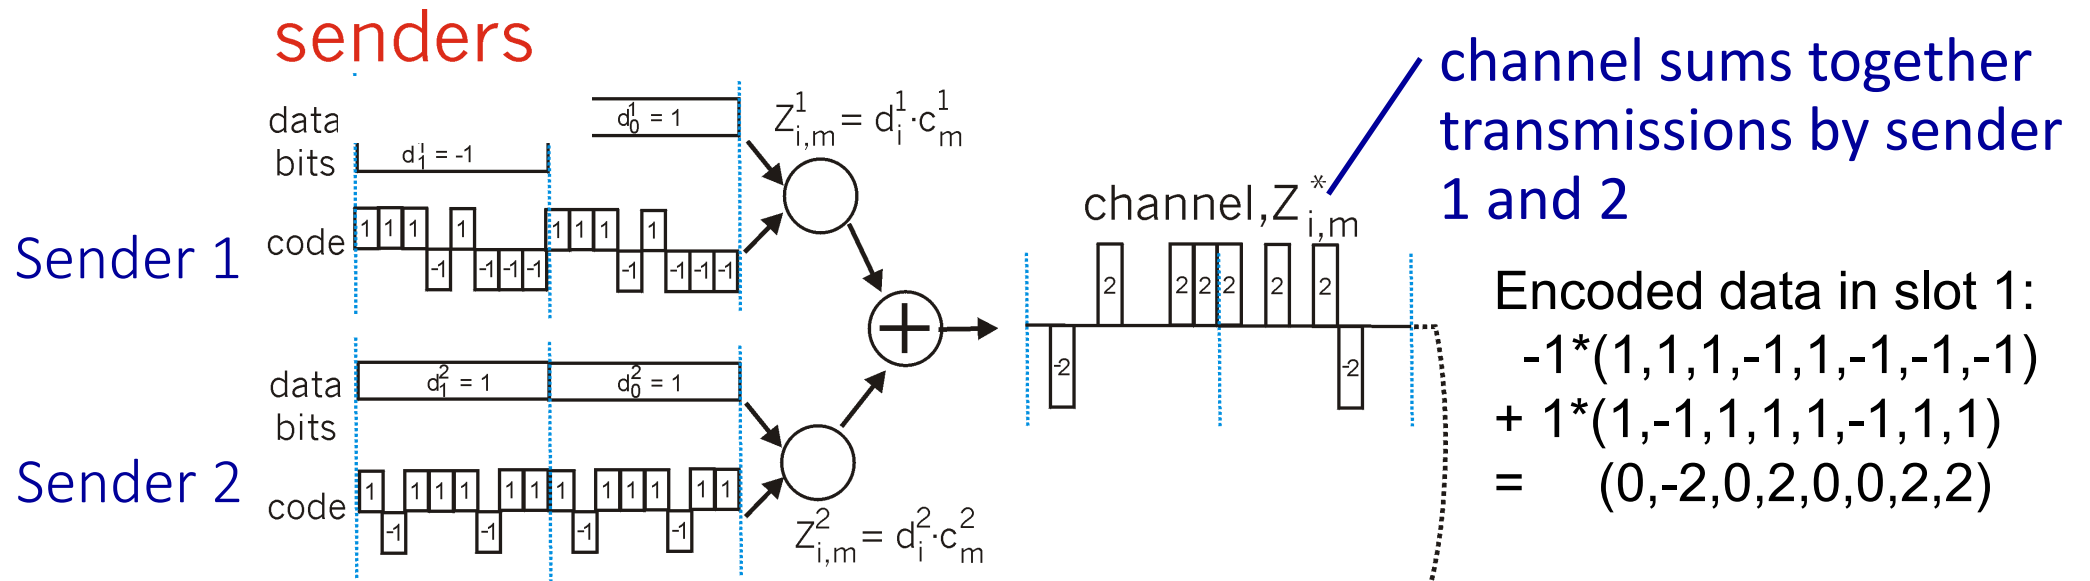 senders
data
bits
d₁¹ = -1
d₀¹ = 1
Z¹i,m = d¹i·c¹m
Sender 1
code
1 1 1 -1 1 -1 -1 -1 1 1 1 -1 1 -1 -1 -1
data
bits
d₁² = 1
d₀² = 1
Sender 2
code
1 -1 1 1 1 -1 1 1 1 -1 1 1 1 -1 1 1
Z²i,m = d²i·c²m
+
channel,Z*i,m
-2 2 2 2 2 2 2 -2
channel sums together
transmissions by sender
1 and 2
Encoded data in slot 1:
-1*(1,1,1,-1,1,-1,-1,-1)
+ 1*(1,-1,1,1,1,-1,1,1)
= (0,-2,0,2,0,0,2,2)